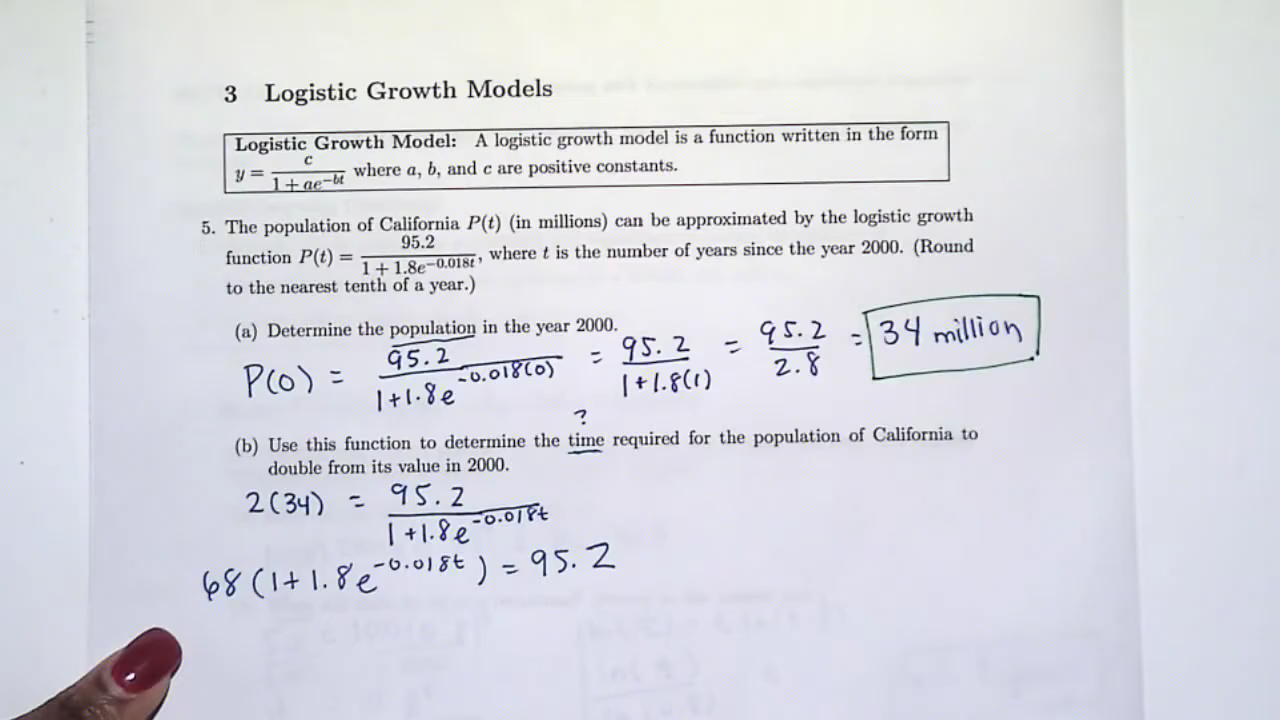 3 Logistic Growth Models
Logistic Growth Model: A logistic growth model is a function written in the form
y = c / (1 + ae^{-bt}) where a, b, and c are positive constants.
5. The population of California P(t) (in millions) can be approximated by the logistic growth
function P(t) = 95.2 / (1 + 1.8e^{-0.018t}), where t is the number of years since the year 2000. (Round
to the nearest tenth of a year.)
(a) Determine the population in the year 2000.
P(0) = 95.2 / (1+1.8e^{-0.018(0)}) = 95.2 / (1+1.8(1)) = 95.2 / 2.8 = 34 million
?
(b) Use this function to determine the time required for the population of California to
double from its value in 2000.
2(34) = 95.2 / (1+1.8e^{-0.018t})
68(1+1.8e^{-0.018t}) = 95.2